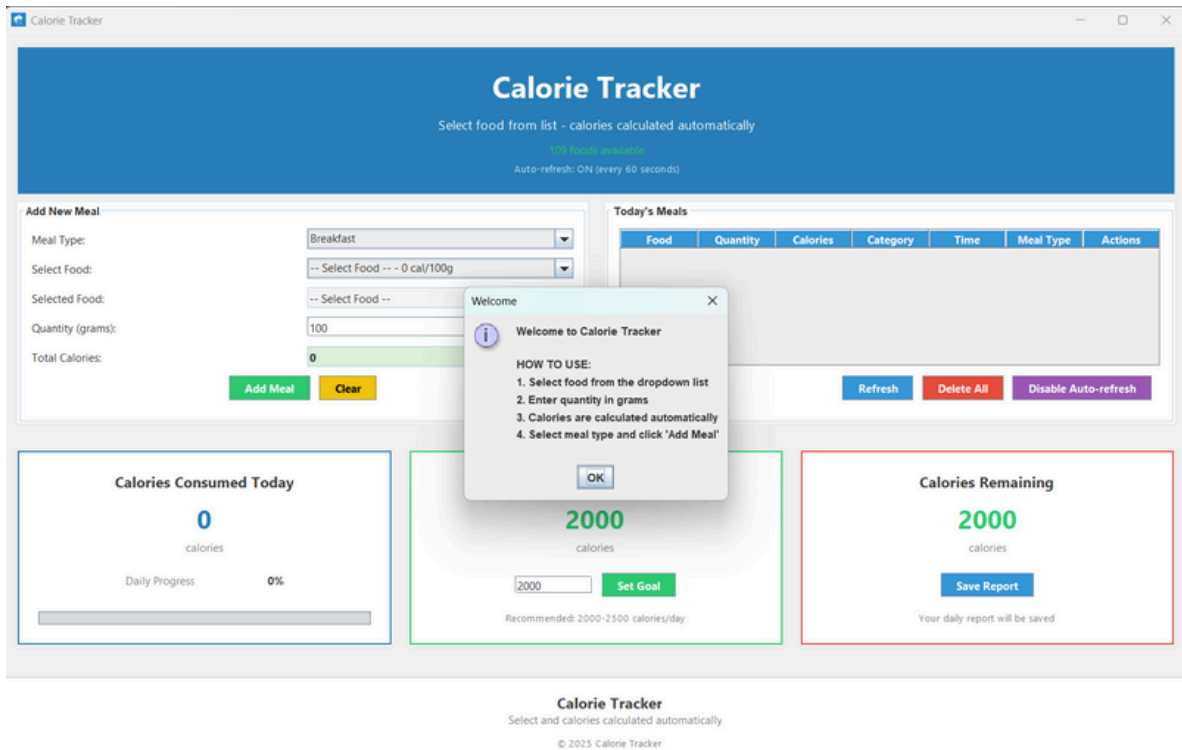 Calorie Tracker
Calorie Tracker
Select food from list - calories calculated automatically
109 foods available
Auto-refresh: ON (every 60 seconds)
Add New Meal
Meal Type:
Breakfast
Select Food:
-- Select Food -- - 0 cal/100g
Selected Food:
-- Select Food --
Quantity (grams):
100
Total Calories:
0
Add Meal
Clear
Today's Meals
Food Quantity Calories Category Time Meal Type Actions
Refresh
Delete All
Disable Auto-refresh
Welcome
Welcome to Calorie Tracker
HOW TO USE:
1. Select food from the dropdown list
2. Enter quantity in grams
3. Calories are calculated automatically
4. Select meal type and click 'Add Meal'
OK
Calories Consumed Today
0
calories
Daily Progress 0%
2000
calories
2000
Set Goal
Recommended: 2000-2500 calories/day
Calories Remaining
2000
calories
Save Report
Your daily report will be saved
Calorie Tracker
Select and calories calculated automatically
© 2025 Calorie Tracker